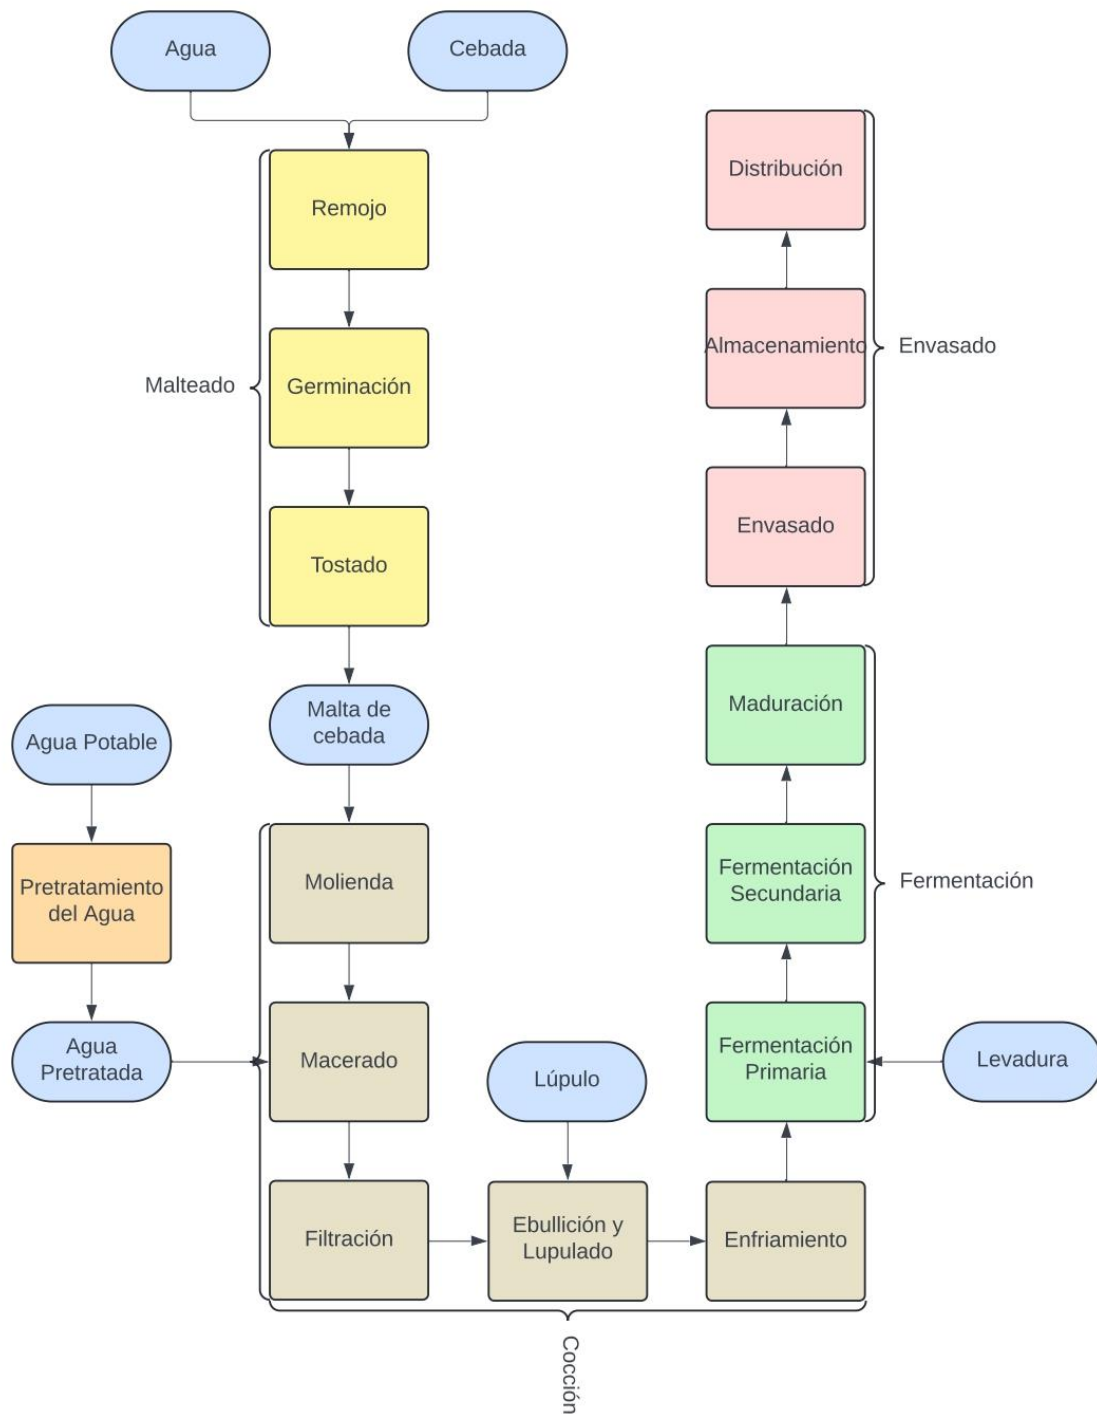 Agua
Cebada
Remojo
Malteado
Germinación
Tostado
Malta de
cebada
Agua Potable
Pretratamiento
del Agua
Agua
Pretratada
Molienda
Macerado
Filtración
Lúpulo
Ebullición y
Lupulado
Enfriamiento
Cocción
Levadura
Fermentación
Primaria
Fermentación
Secundaria
Fermentación
Maduración
Envasado
Almacenamiento
Envasado
Distribución